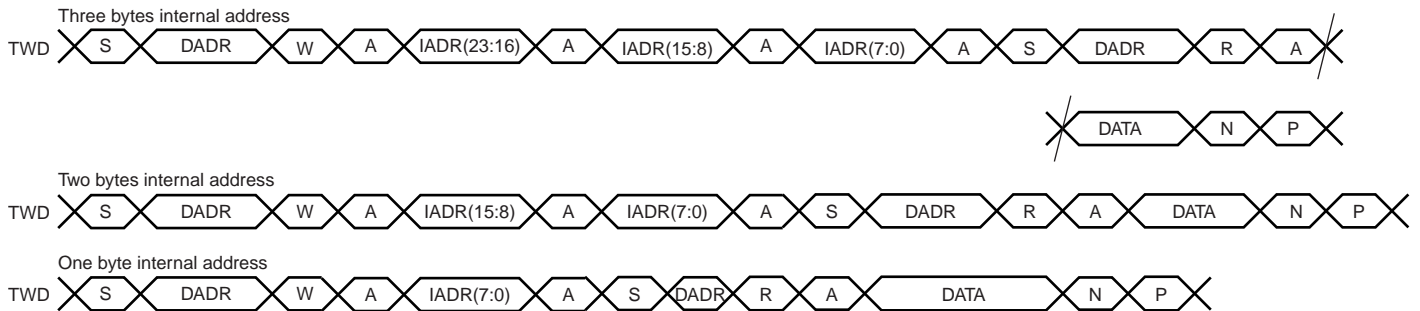 Three bytes internal address
TWD S DADR W A IADR(23:16) A IADR(15:8) A IADR(7:0) A S DADR R A
DATA N P
Two bytes internal address
TWD S DADR W A IADR(15:8) A IADR(7:0) A S DADR R A DATA N P
One byte internal address
TWD S DADR W A IADR(7:0) A S DADR R A DATA N P